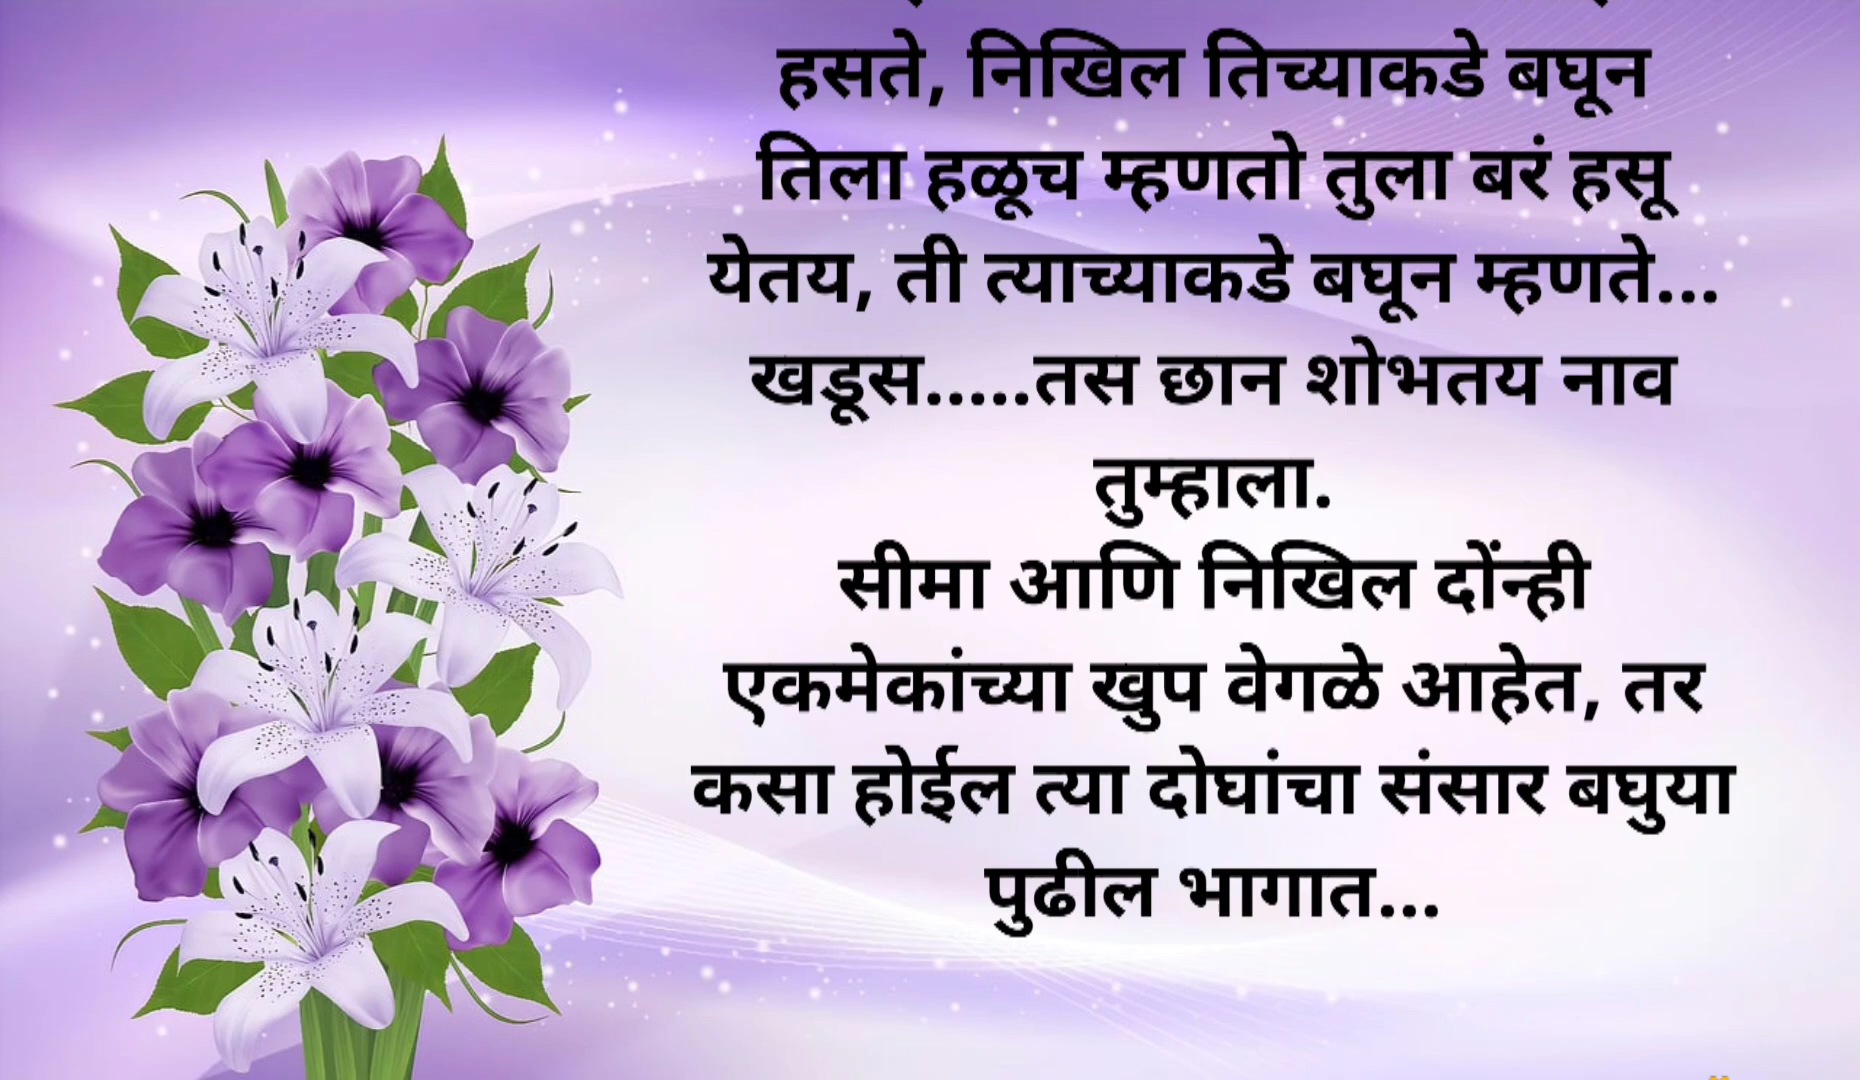 हसते, निखिल तिच्याकडे बघून
तिला हळूच म्हणतो तुला बरं हसू
येतय, ती त्याच्याकडे बघून म्हणते...
खडूस.....तस छान शोभतय नाव
तुम्हाला.
सीमा आणि निखिल दोंन्ही
एकमेकांच्या खुप वेगळे आहेत, तर
कसा होईल त्या दोघांचा संसार बघुया
पुढील भागात...